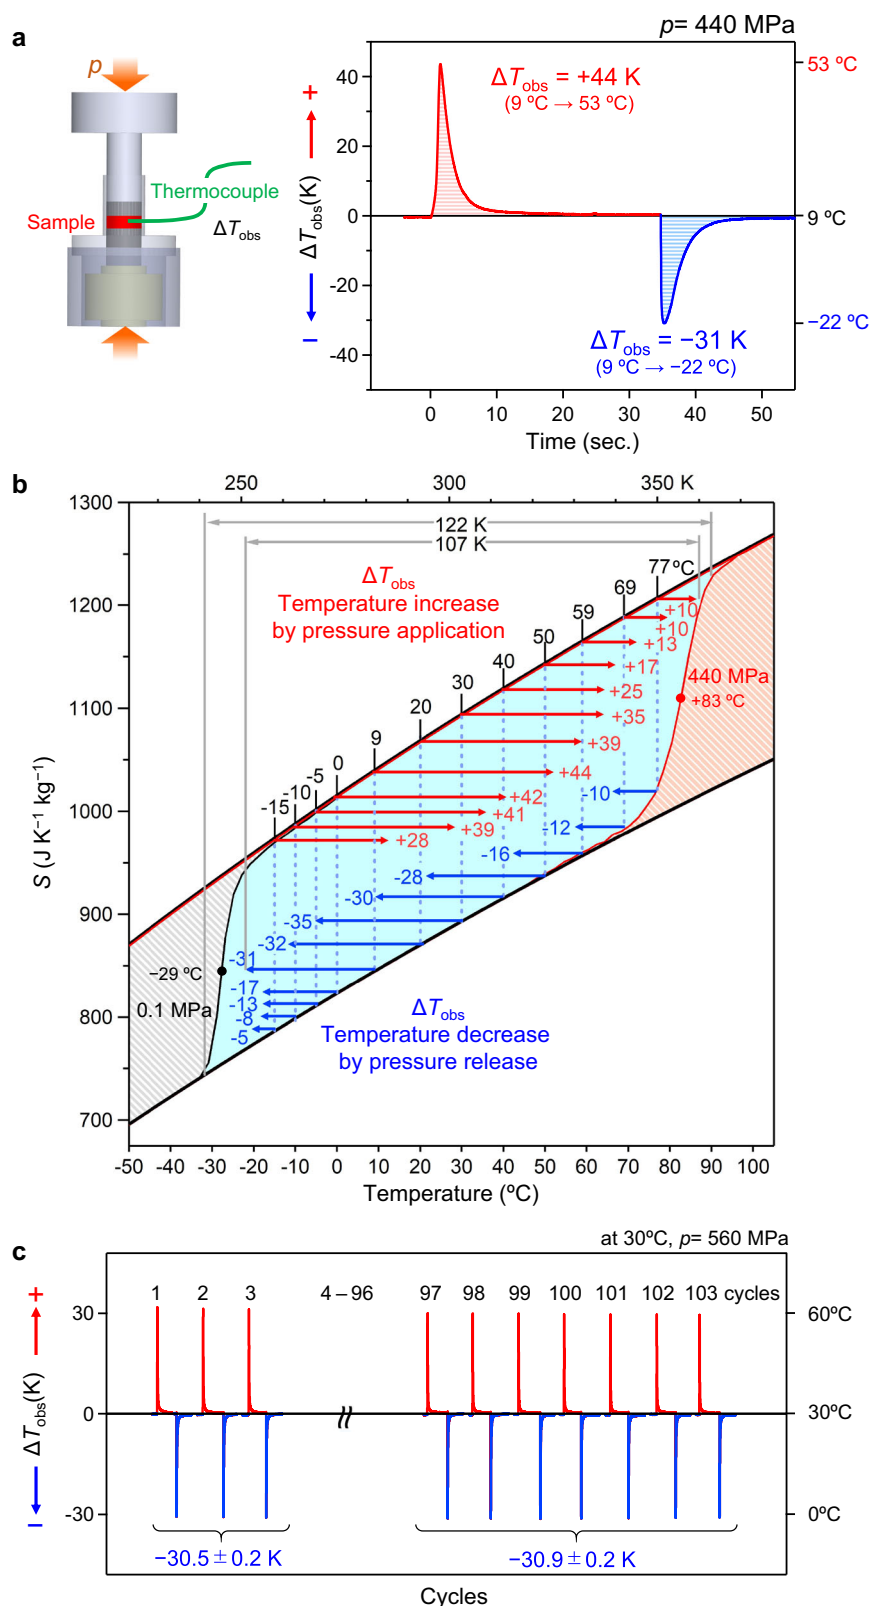 a
p= 440 MPa
p
Thermocouple
Sample
ΔTobs
+
ΔTobs(K)
−
40
20
0
-20
-40
ΔTobs = +44 K
(9 ºC → 53 ºC)
ΔTobs = −31 K
(9 ºC → −22 ºC)
53 ºC
9 ºC
−22 ºC
0 10 20 30 40 50
Time (sec.)
b
250 300 350 K
1300
1200
1100
1000
900
800
700
S (J K−1 kg−1)
122 K
107 K
ΔTobs
Temperature increase
by pressure application
-15 -10 -5 0 9 20 30 40 50 59 69 77ºC
+10
+10
+13
+17
+25
+35
+39
+44
+42
+41
+39
+28
440 MPa
+83 ºC
-10
-12
-16
-28
-30
-35
-32
-31
-17
-13
-8
-5
−29 ºC
0.1 MPa
ΔTobs
Temperature decrease
by pressure release
-50 -40 -30 -20 -10 0 10 20 30 40 50 60 70 80 90 100
Temperature (ºC)
c
at 30ºC, p= 560 MPa
+
ΔTobs(K)
−
30
0
-30
1 2 3 4 – 96 97 98 99 100 101 102 103 cycles
60ºC
30ºC
0ºC
−30.5 ± 0.2 K
−30.9 ± 0.2 K
Cycles